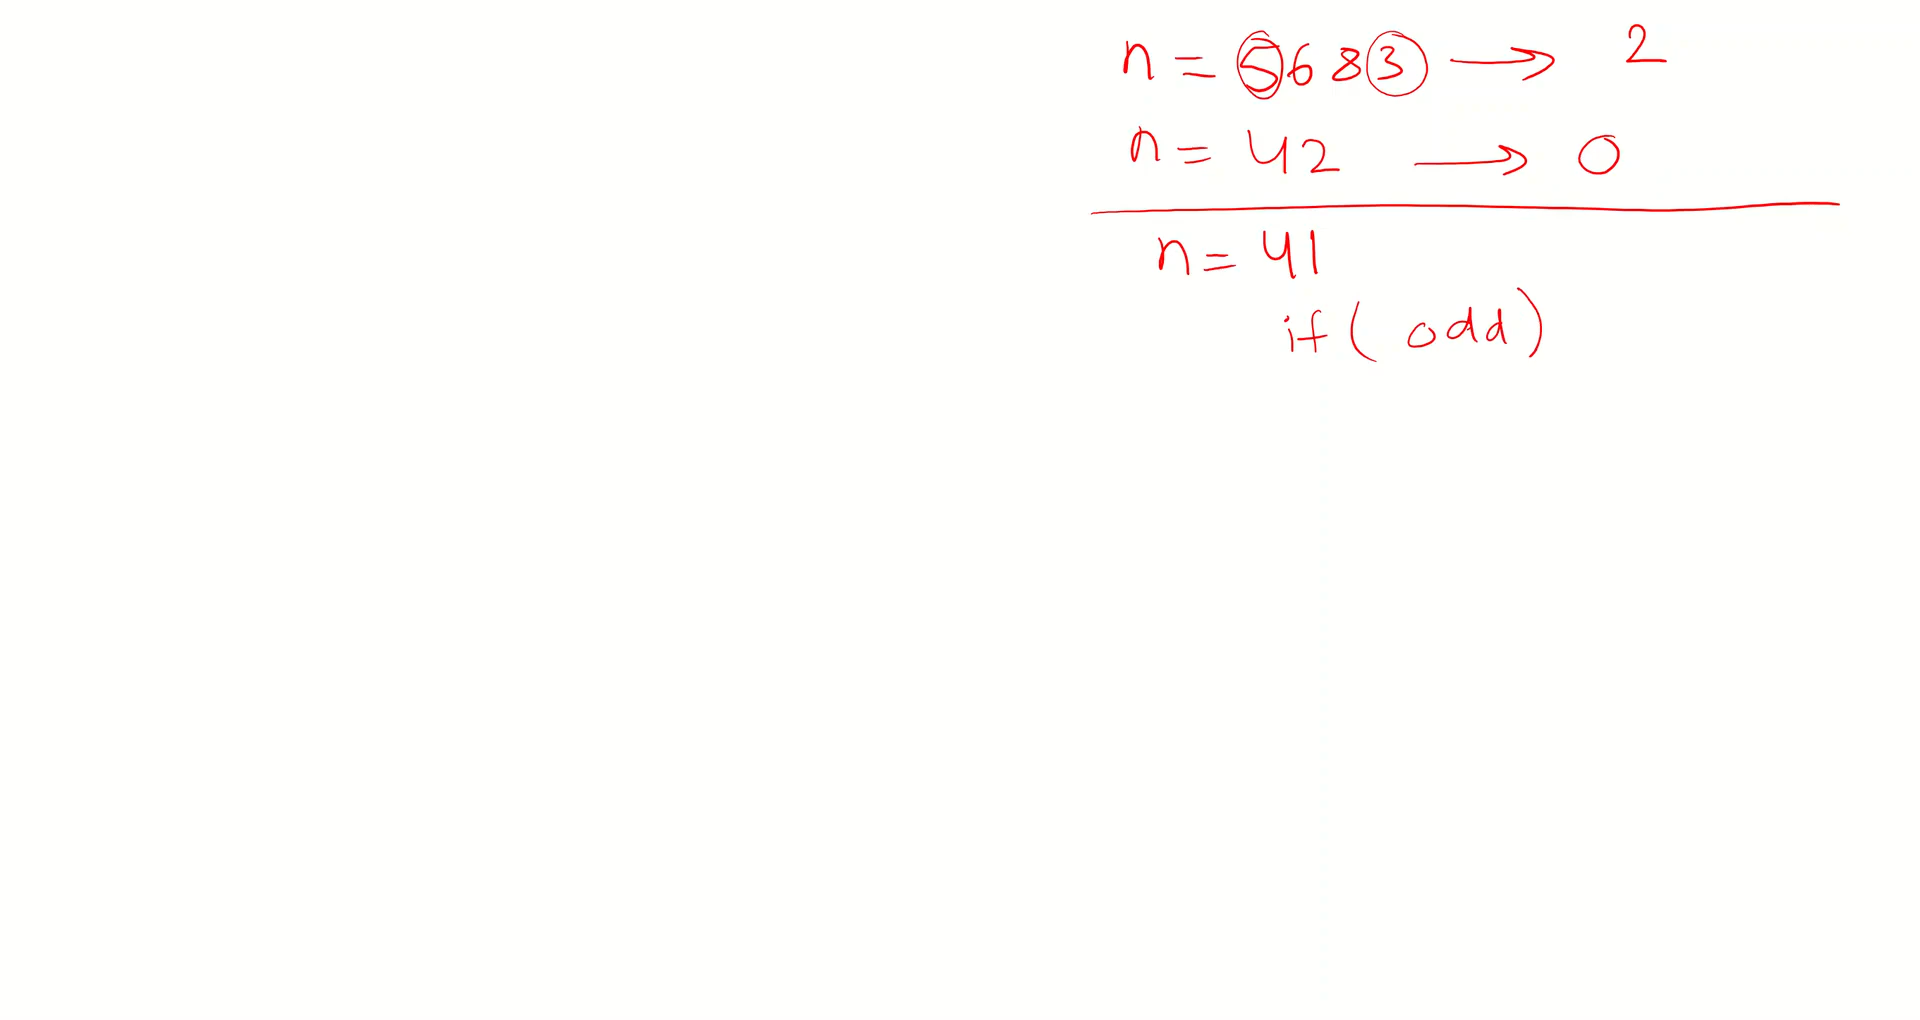 n = 5683 → 2
n = 42 → 0
n = 41
if ( odd )